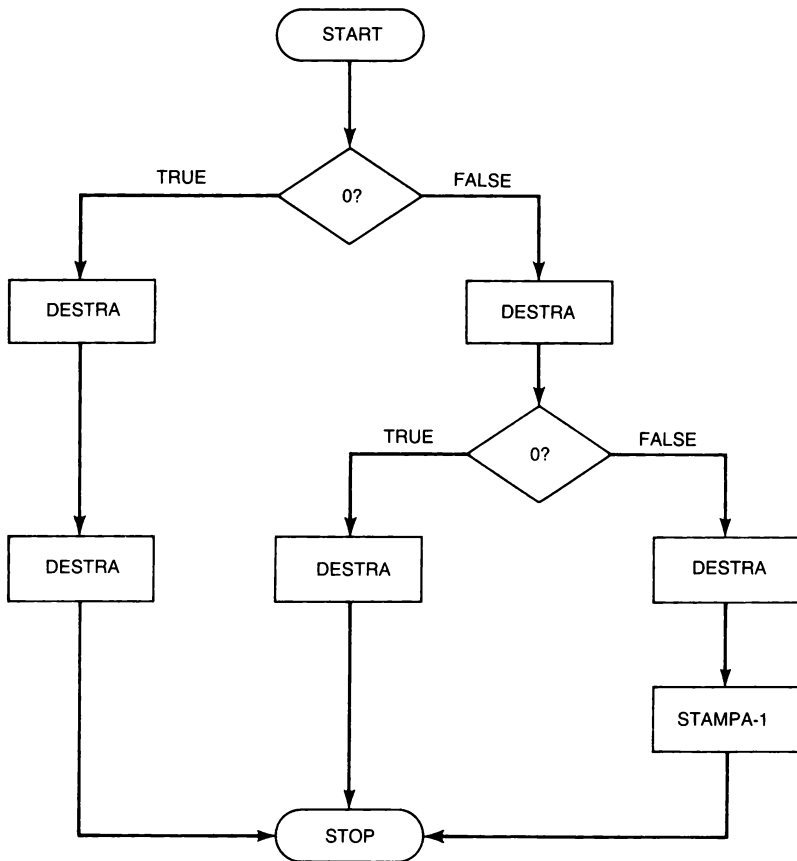 START
TRUE
0?
FALSE
DESTRA
DESTRA
TRUE
0?
FALSE
DESTRA
DESTRA
DESTRA
STAMPA-1
STOP